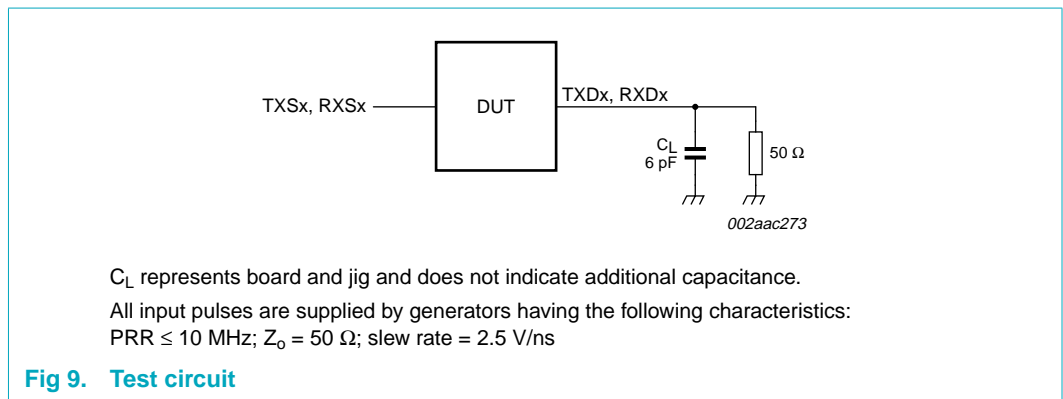 TXSx, RXSx
DUT
TXDx, RXDx
CL
6 pF
50 Ω
002aac273
CL represents board and jig and does not indicate additional capacitance.
All input pulses are supplied by generators having the following characteristics:
PRR ≤ 10 MHz; Zo = 50 Ω; slew rate = 2.5 V/ns
Fig 9. Test circuit